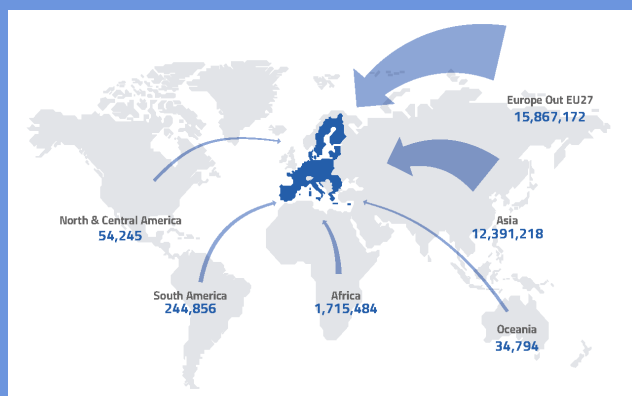 Europe Out EU27
15,867,172
North & Central America
54,245
Asia
12,391,218
South America
244,856
Africa
1,715,484
Oceania
34,794